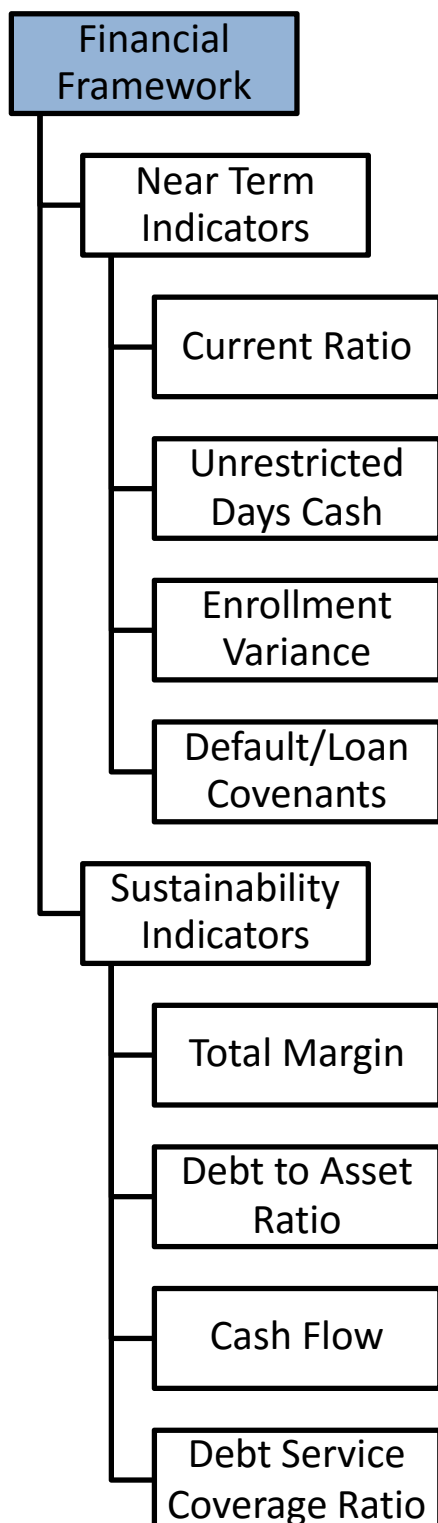 Financial
Framework
Near Term
Indicators
Current Ratio
Unrestricted
Days Cash
Enrollment
Variance
Default/Loan
Covenants
Sustainability
Indicators
Total Margin
Debt to Asset
Ratio
Cash Flow
Debt Service
Coverage Ratio